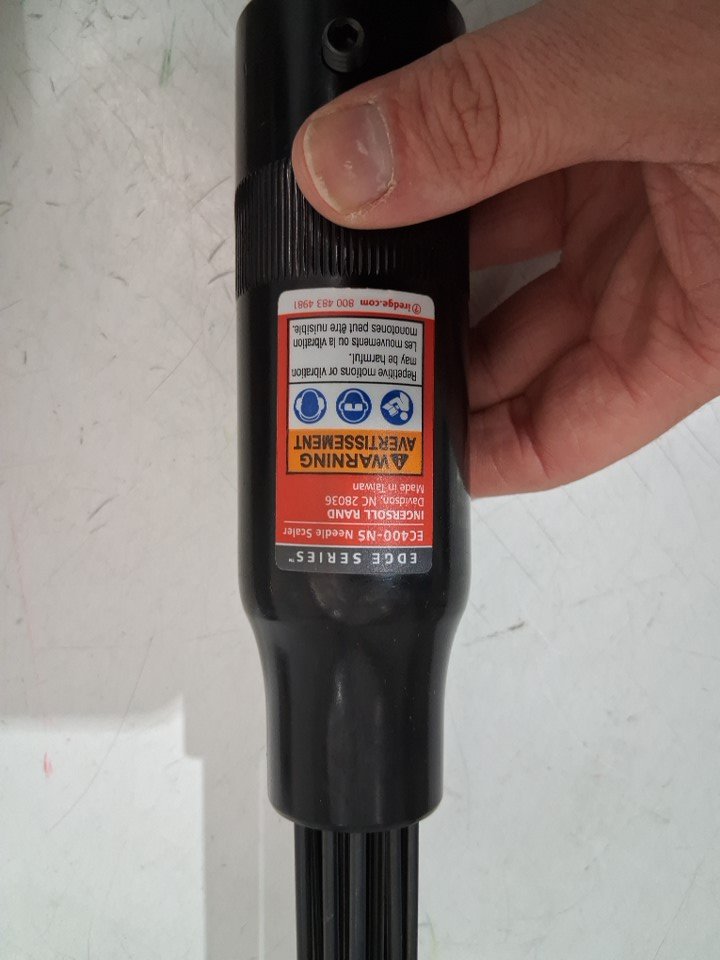 EDGE SERIES™
EC400-NS Needle Scaler
INGERSOLL RAND
Davidson, NC 28036
Made in Taiwan
WARNING
AVERTISSEMENT
Repetitive motions or vibration
may be harmful.
Les mouvements ou la vibration
monotones peut être nuisible.
iredge.com 800 483 4981